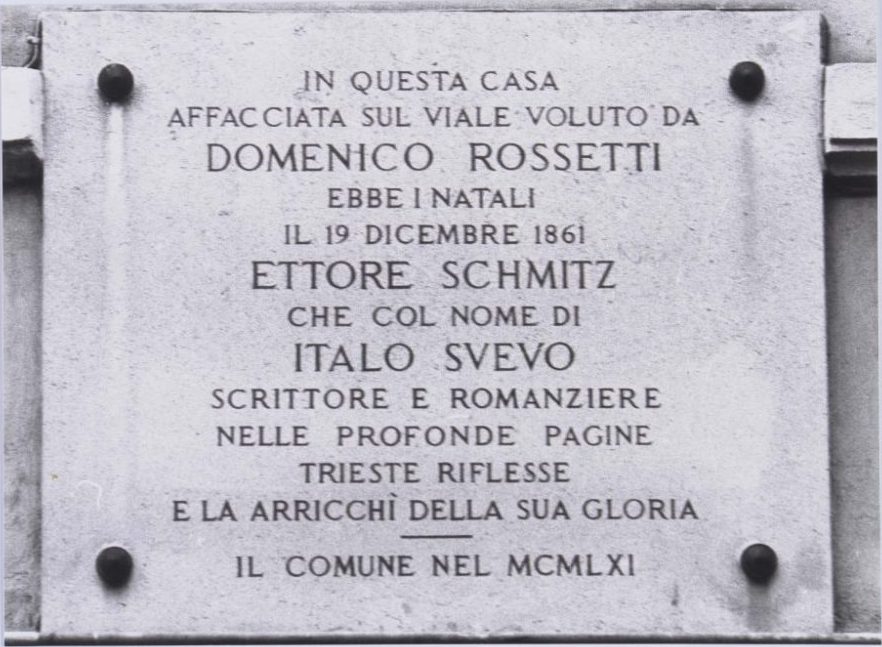 IN QUESTA CASA
AFFACCIATA SUL VIALE VOLUTO DA
DOMENICO ROSSETTI
EBBE I NATALI
IL 19 DICEMBRE 1861
ETTORE SCHMITZ
CHE COL NOME DI
ITALO SVEVO
SCRITTORE E ROMANZIERE
NELLE PROFONDE PAGINE
TRIESTE RIFLESSE
E LA ARRICCHÌ DELLA SUA GLORIA
IL COMUNE NEL MCMLXI